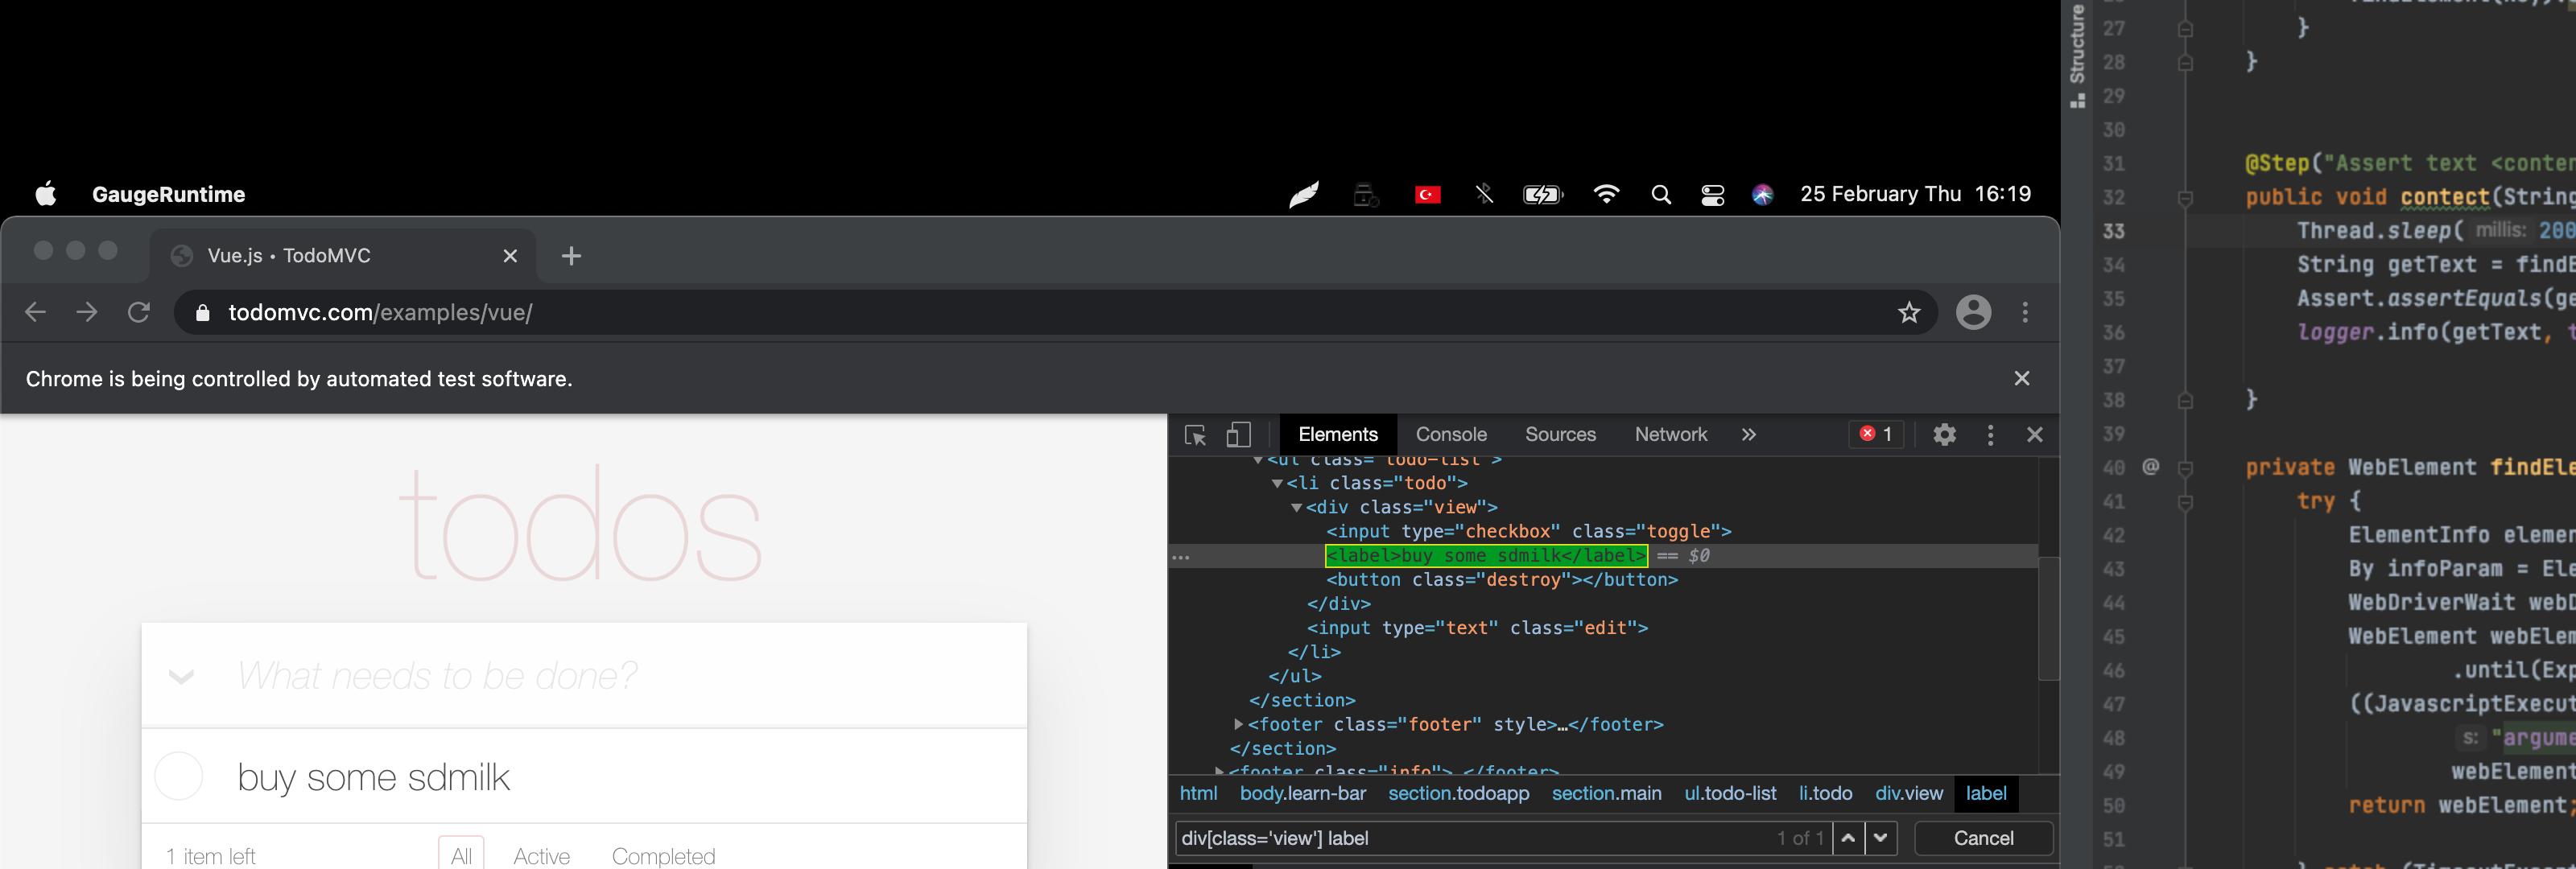 GaugeRuntime
25 February Thu 16:19
Vue.js • TodoMVC
todomvc.com/examples/vue/
Chrome is being controlled by automated test software.
todos
What needs to be done?
buy some sdmilk
1 item left
All
Active
Completed
Elements
Console
Sources
Network
1
<ul class="todo-list">
<li class="todo">
<div class="view">
<input type="checkbox" class="toggle">
<label>buy some sdmilk</label> == $0
<button class="destroy"></button>
</div>
<input type="text" class="edit">
</li>
</ul>
</section>
<footer class="footer" style>…</footer>
</section>
<footer class="info">…</footer>
html body.learn-bar section.todoapp section.main ul.todo-list li.todo div.view label
div[class='view'] label
1 of 1
Cancel
Structure
27 }
28 }
29
30
31 @Step("Assert text <conten
32 public void contect(String
33 Thread.sleep( millis: 200
34 String getText = findE
35 Assert.assertEquals(ge
36 logger.info(getText, t
37
38 }
39
40 @ private WebElement findEle
41 try {
42 ElementInfo elemen
43 By infoParam = Ele
44 WebDriverWait webD
45 WebElement webElem
46 .until(Exp
47 ((JavascriptExecut
48 s: "argume
49 webElement
50 return webElement;
51